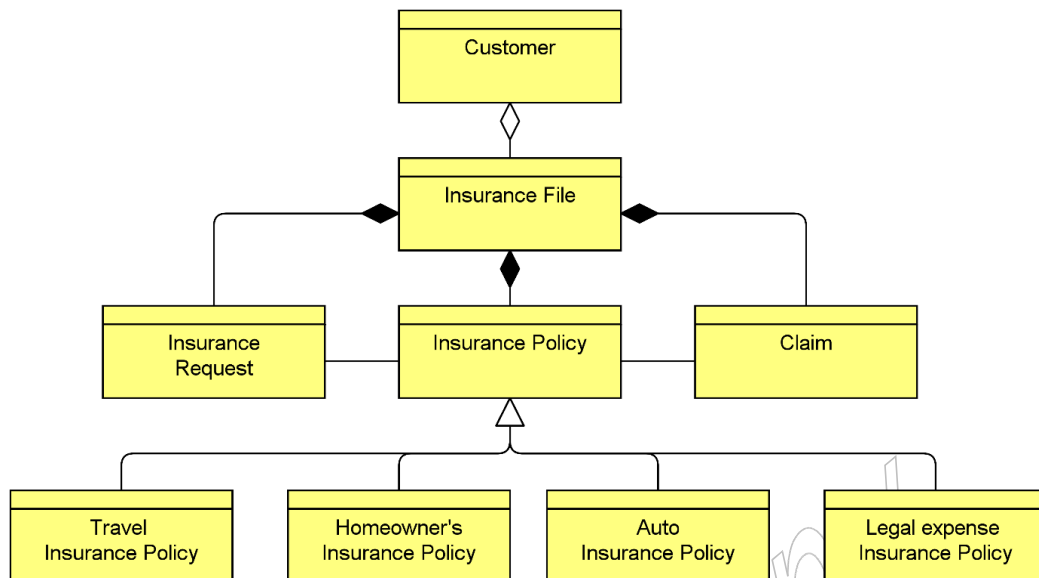 Customer
Insurance File
Insurance
Request
Insurance Policy
Claim
Travel
Insurance Policy
Homeowner's
Insurance Policy
Auto
Insurance Policy
Legal expense
Insurance Policy